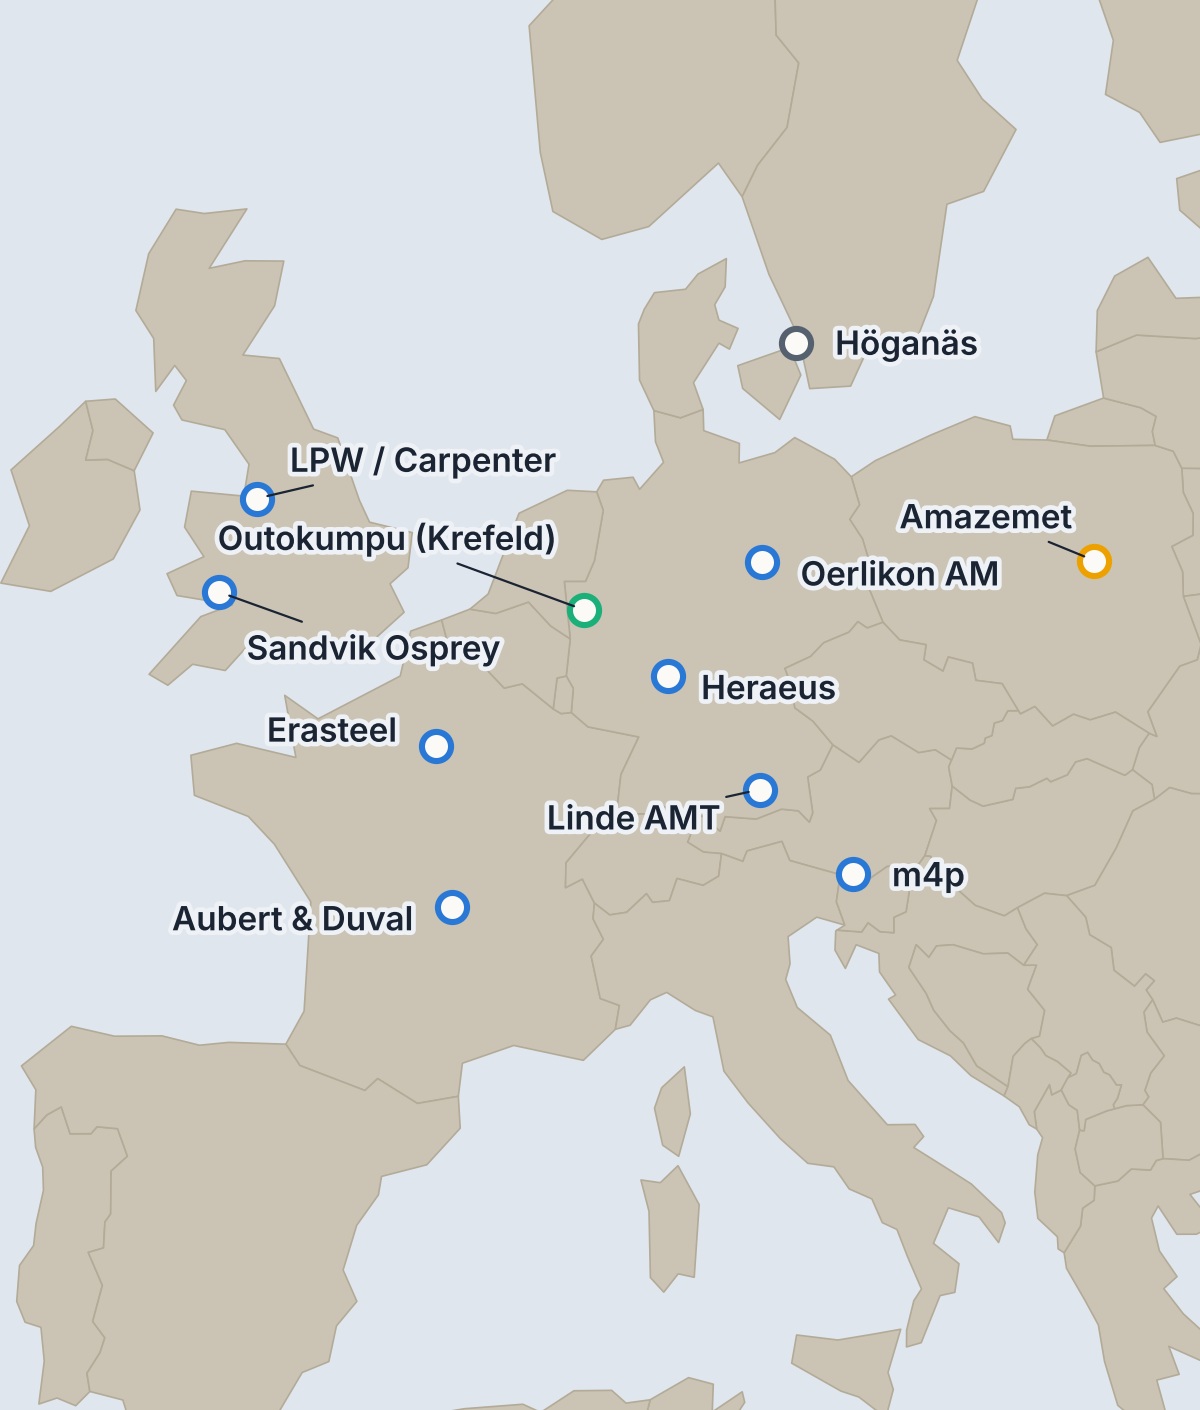 Höganäs
LPW / Carpenter
Amazemet
Outokumpu (Krefeld)
Oerlikon AM
Sandvik Osprey
Heraeus
Erasteel
Linde AMT
m4p
Aubert & Duval